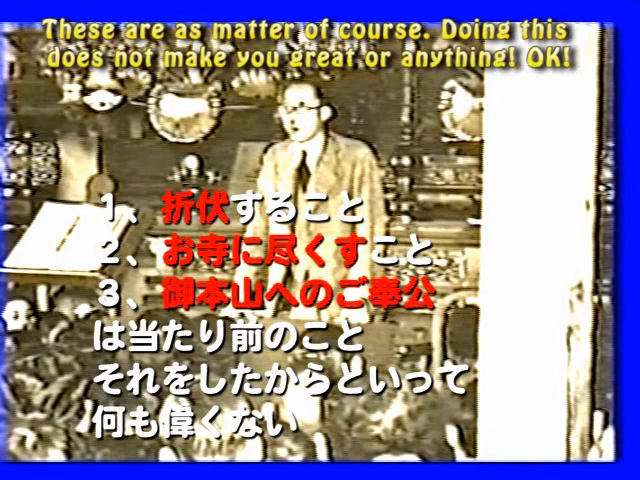 These are as matter of course. Doing this
does not make you great or anything! OK!
１、折伏すること
２、お寺に尽くすこと、
３、御本山へのご奉公
は当たり前のこと
それをしたからといって
何も偉くない